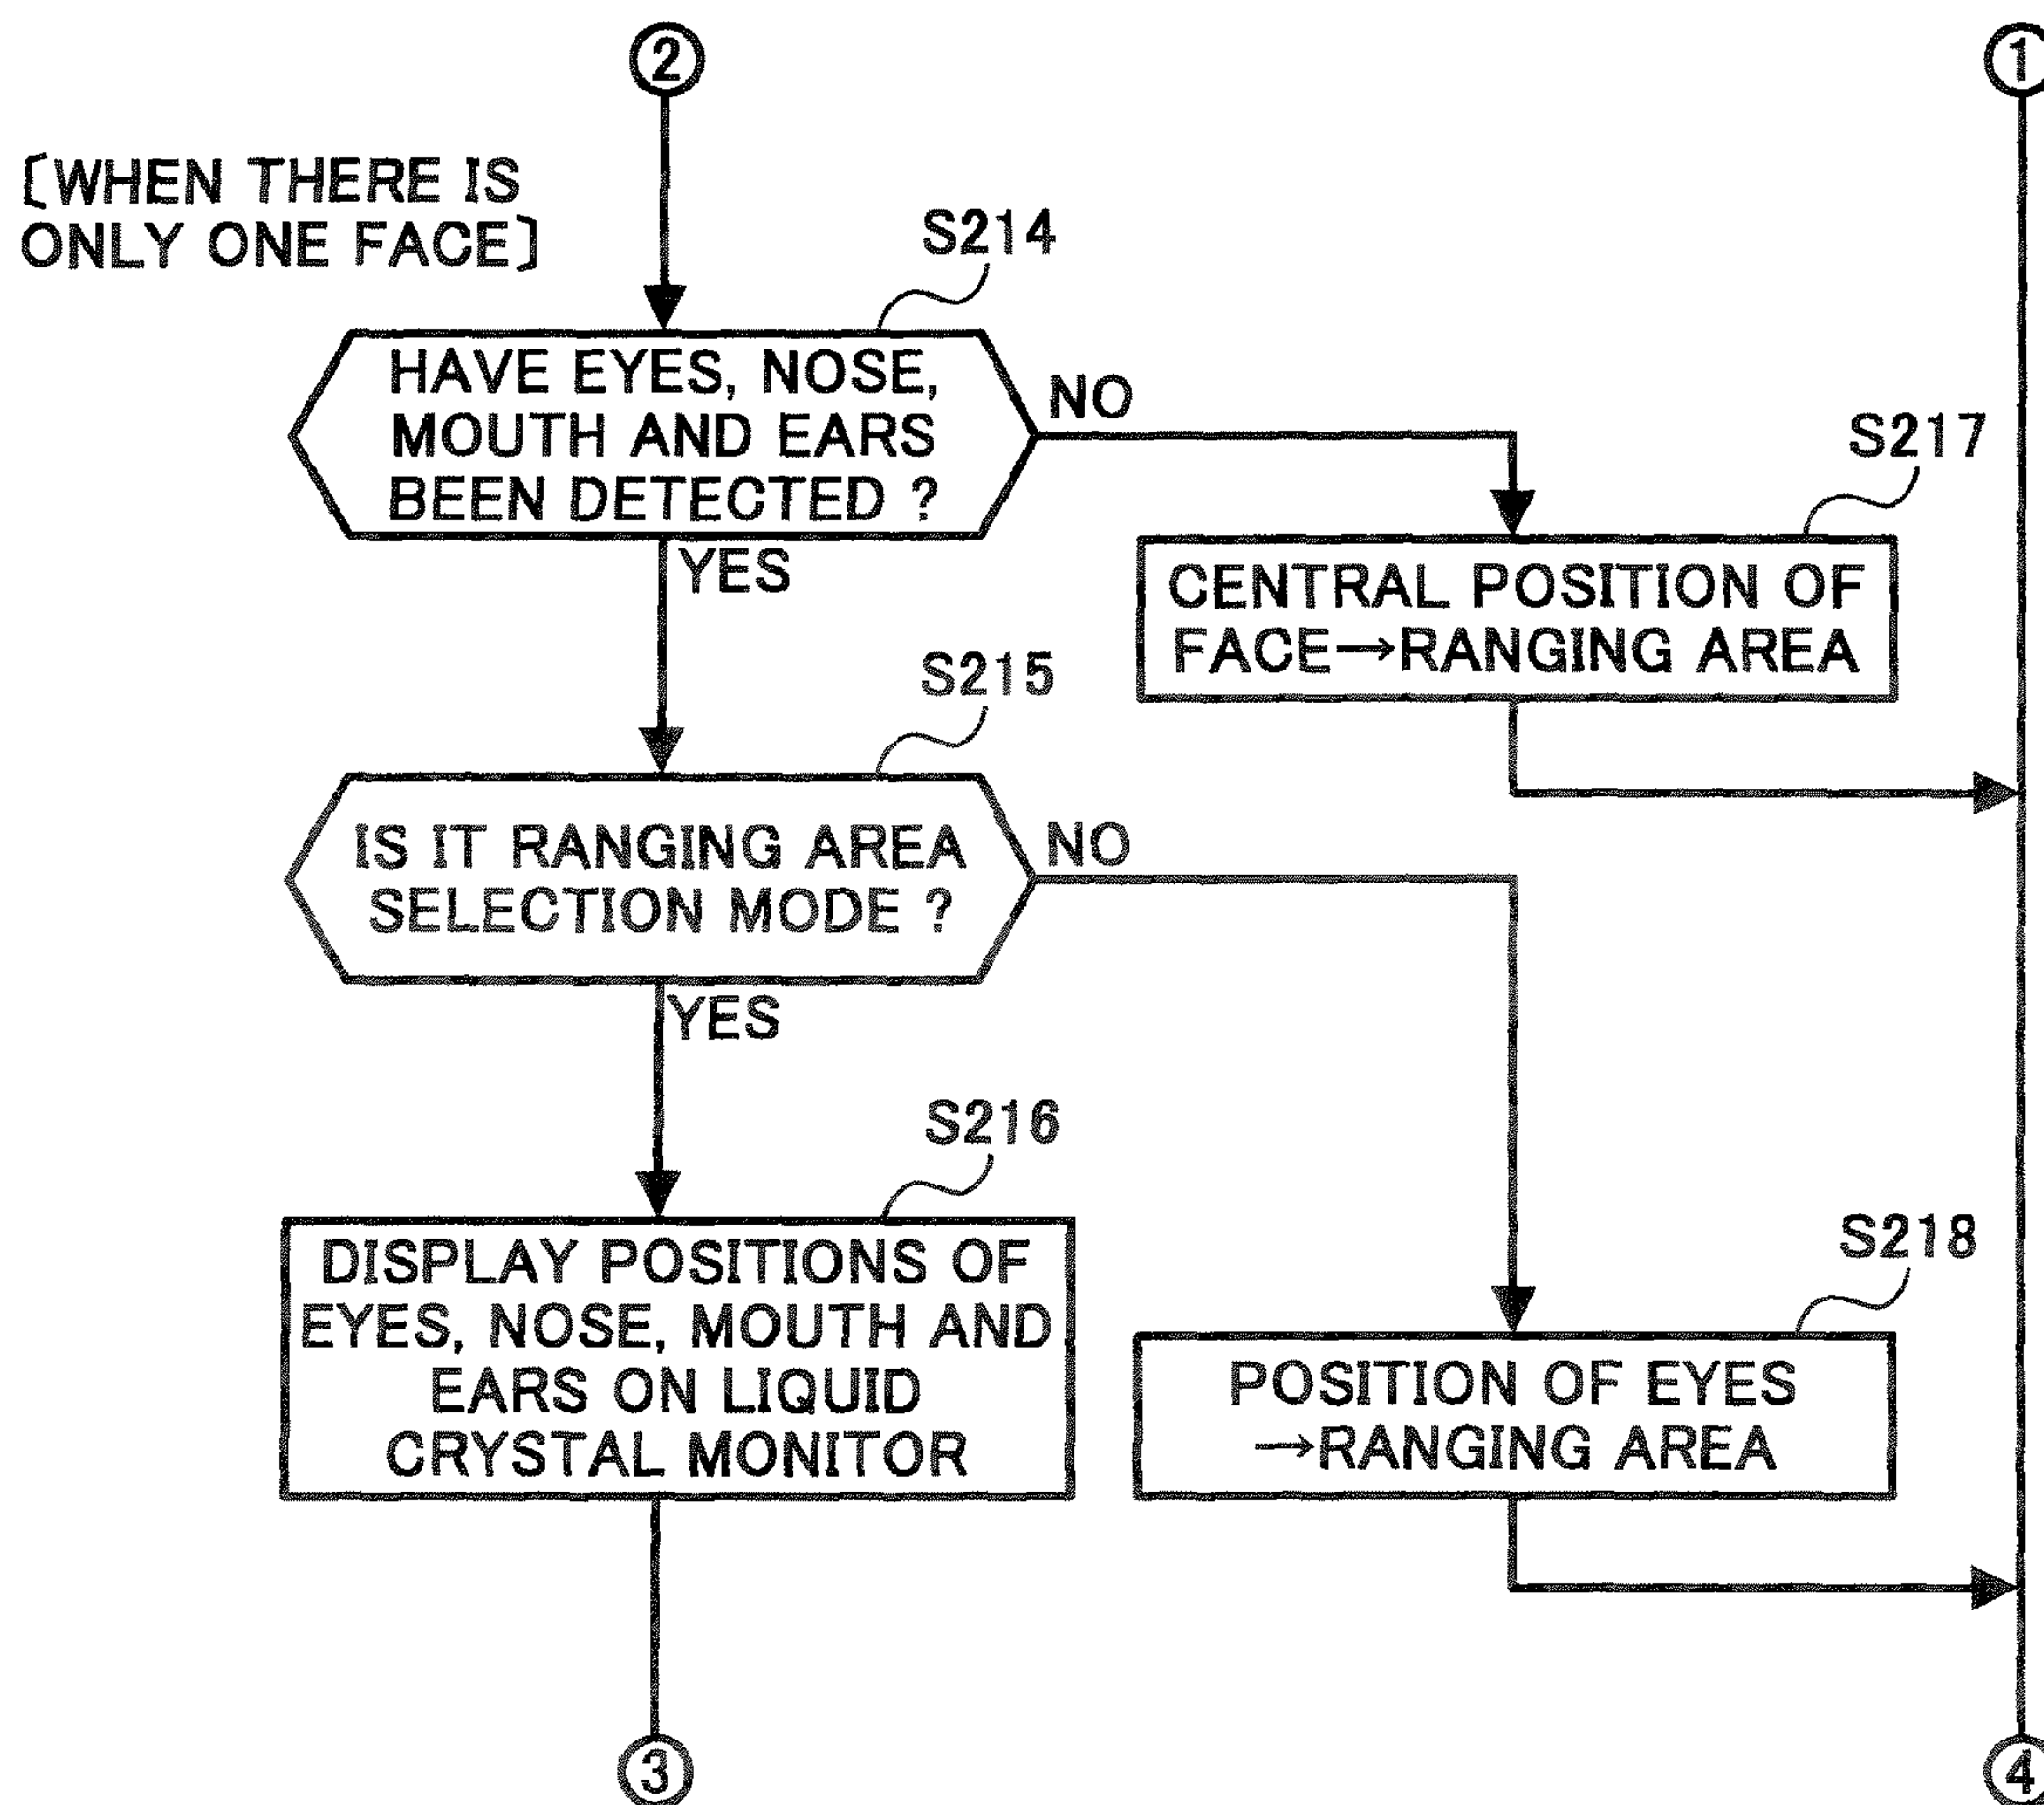 ②
①
〔WHEN THERE IS
ONLY ONE FACE〕
S214
HAVE EYES, NOSE,
MOUTH AND EARS
BEEN DETECTED ?
NO
YES
S217
CENTRAL POSITION OF
FACE→RANGING AREA
S215
IS IT RANGING AREA
SELECTION MODE ?
NO
YES
S216
DISPLAY POSITIONS OF
EYES, NOSE, MOUTH AND
EARS ON LIQUID
CRYSTAL MONITOR
S218
POSITION OF EYES
→RANGING AREA
③
④